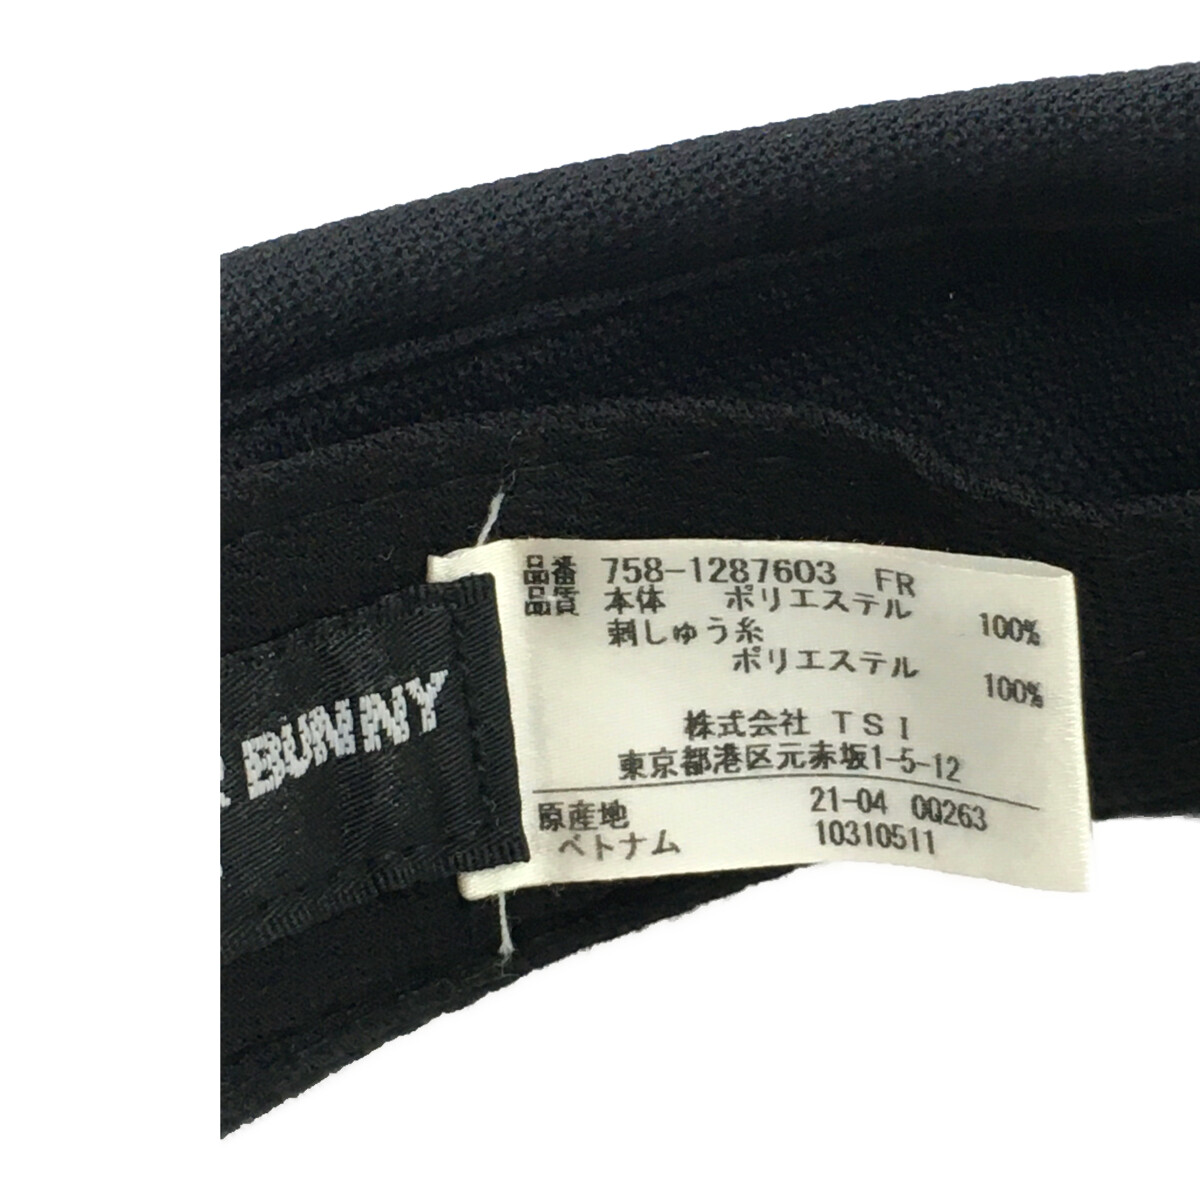 品番 758-1287603 FR
品質 本体 ポリエステル 100%
刺しゅう糸
ポリエステル 100%
株式会社 TSI
東京都港区元赤坂1-5-12
原産地 21-04 0Q263
ベトナム 10310511
BUNNY